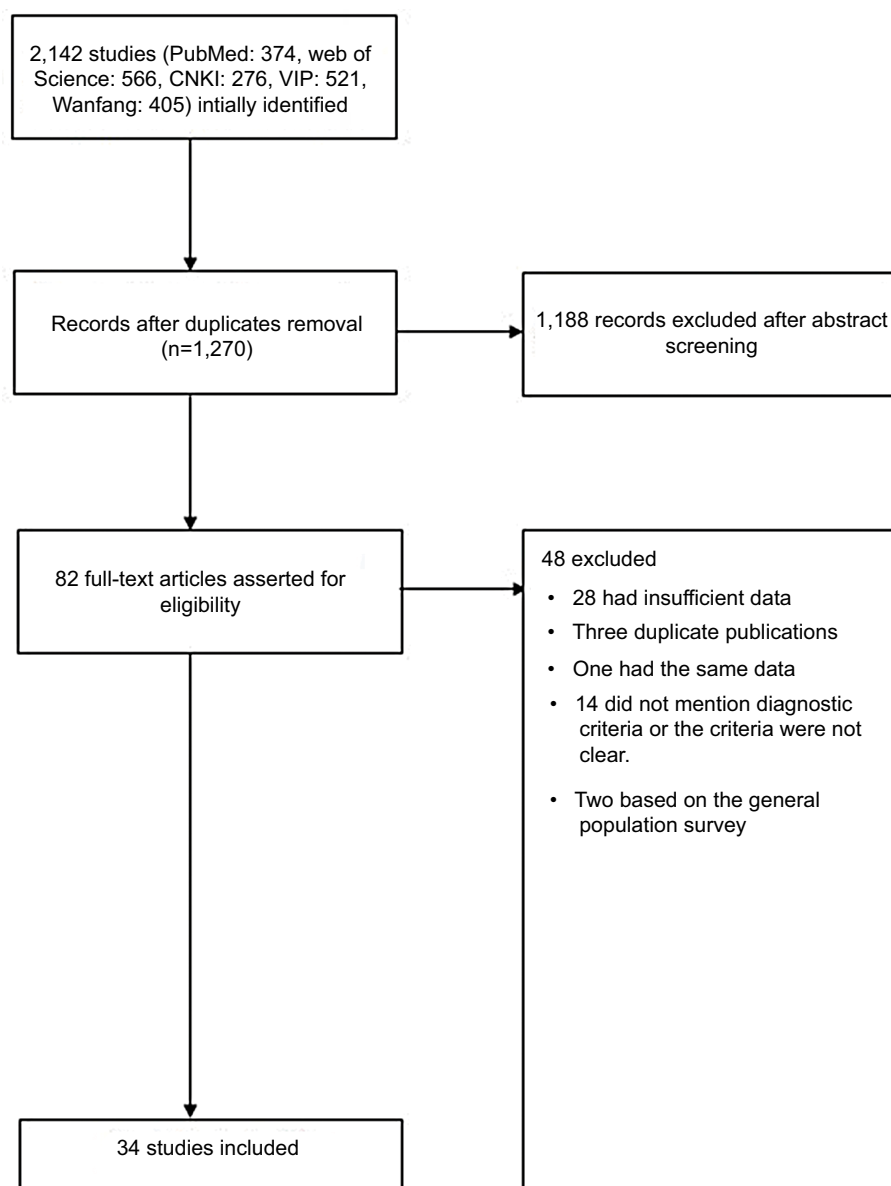 2,142 studies (PubMed: 374, web of
Science: 566, CNKI: 276, VIP: 521,
Wanfang: 405) intially identified
Records after duplicates removal
(n=1,270)
1,188 records excluded after abstract
screening
82 full-text articles asserted for
eligibility
48 excluded
• 28 had insufficient data
• Three duplicate publications
• One had the same data
• 14 did not mention diagnostic
criteria or the criteria were not
clear.
• Two based on the general
population survey
34 studies included